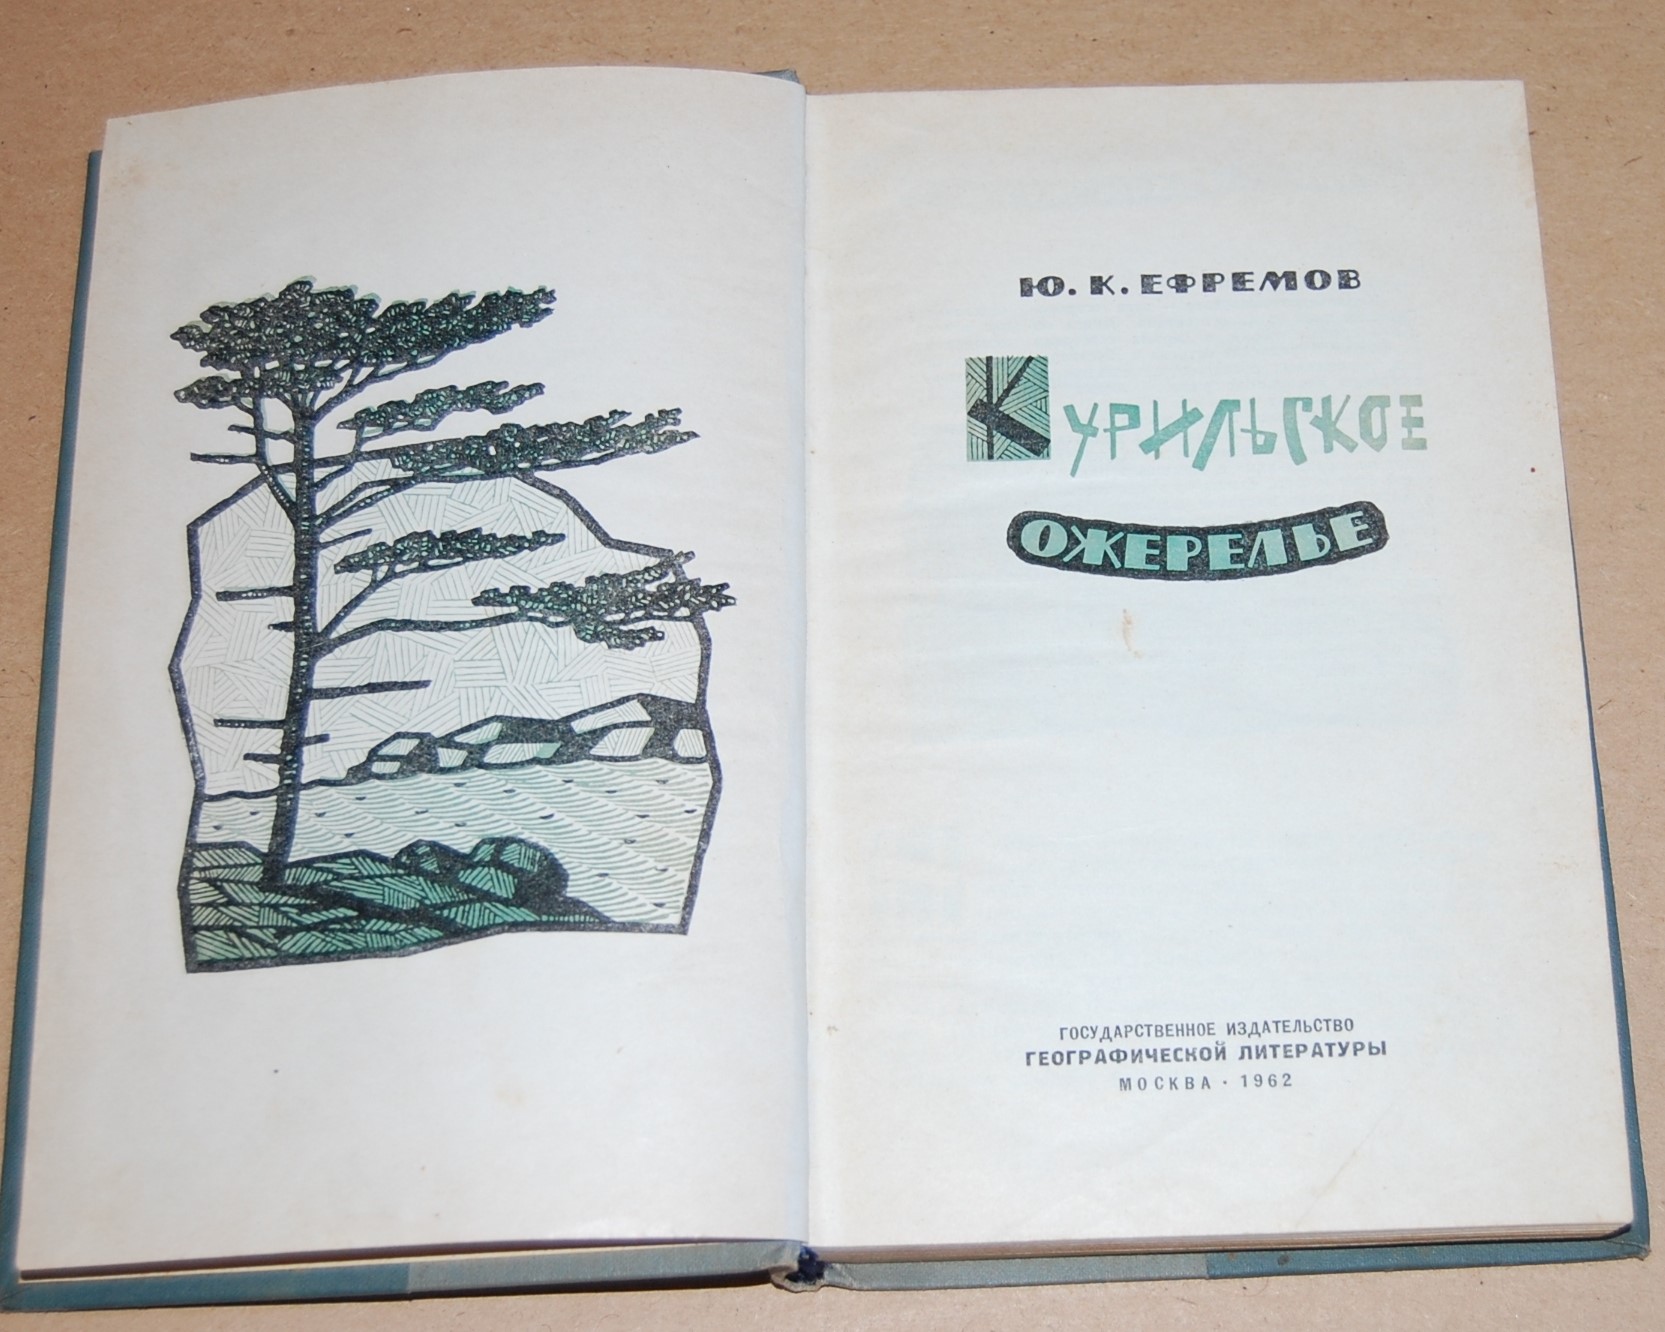 Ю. К. ЕФРЕМОВ
КУРИЛЬСКОЕ
ОЖЕРЕЛЬЕ
ГОСУДАРСТВЕННОЕ ИЗДАТЕЛЬСТВО
ГЕОГРАФИЧЕСКОЙ ЛИТЕРАТУРЫ
МОСКВА · 1962